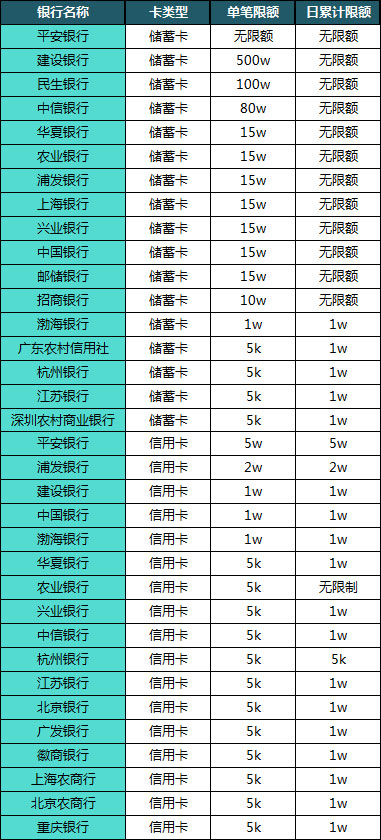 银行名称 卡类型 单笔限额 日累计限额
平安银行 储蓄卡 无限额 无限额
建设银行 储蓄卡 500w 无限额
民生银行 储蓄卡 100w 无限额
中信银行 储蓄卡 80w 无限额
华夏银行 储蓄卡 15w 无限额
农业银行 储蓄卡 15w 无限额
浦发银行 储蓄卡 15w 无限额
上海银行 储蓄卡 15w 无限额
兴业银行 储蓄卡 15w 无限额
中国银行 储蓄卡 15w 无限额
邮储银行 储蓄卡 15w 无限额
招商银行 储蓄卡 10w 无限额
渤海银行 储蓄卡 1w 1w
广东农村信用社 储蓄卡 5k 1w
杭州银行 储蓄卡 5k 1w
江苏银行 储蓄卡 5k 1w
深圳农村商业银行 储蓄卡 5k 1w
平安银行 信用卡 5w 5w
浦发银行 信用卡 2w 2w
建设银行 信用卡 1w 1w
中国银行 信用卡 1w 1w
渤海银行 信用卡 1w 1w
华夏银行 信用卡 5k 1w
农业银行 信用卡 5k 无限制
兴业银行 信用卡 5k 1w
中信银行 信用卡 5k 1w
杭州银行 信用卡 5k 5k
江苏银行 信用卡 5k 1w
北京银行 信用卡 5k 1w
广发银行 信用卡 5k 1w
徽商银行 信用卡 5k 1w
上海农商行 信用卡 5k 1w
北京农商行 信用卡 5k 1w
重庆银行 信用卡 5k 1w